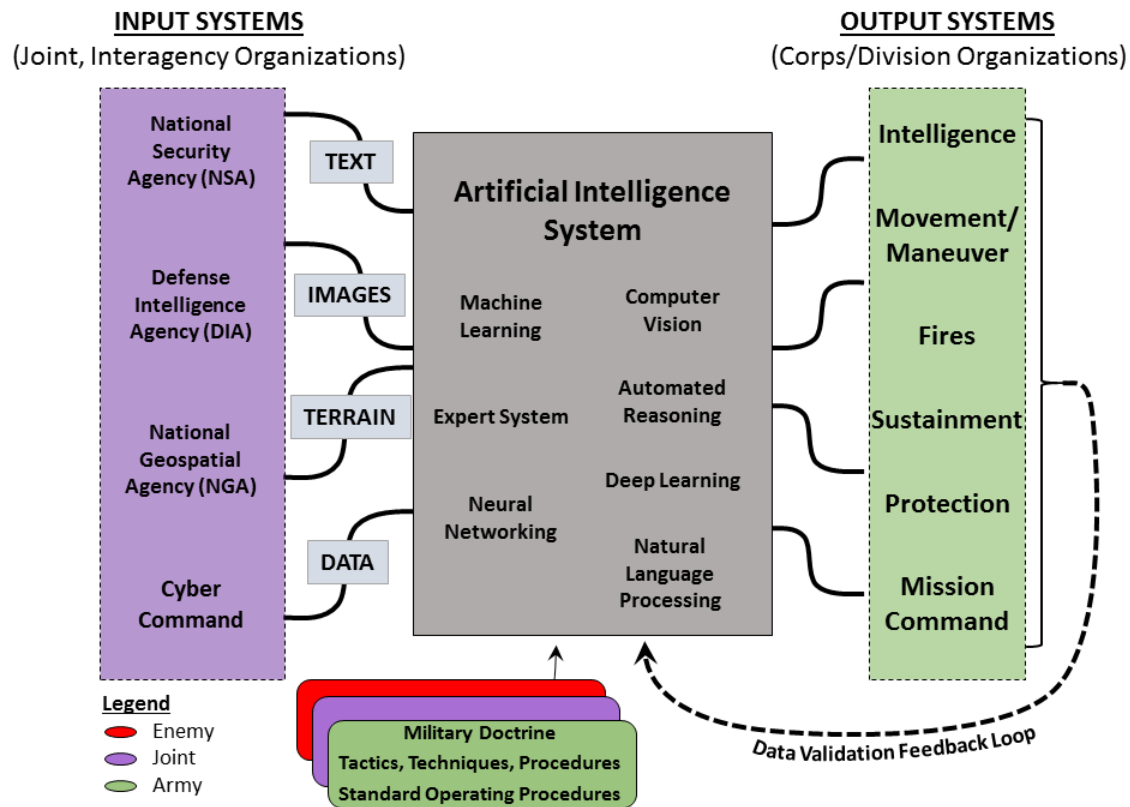 INPUT SYSTEMS
(Joint, Interagency Organizations)
National
Security
Agency (NSA)
Defense
Intelligence
Agency (DIA)
National
Geospatial
Agency (NGA)
Cyber
Command
TEXT
IMAGES
TERRAIN
DATA
Artificial Intelligence
System
Machine
Learning
Expert System
Neural
Networking
Computer
Vision
Automated
Reasoning
Deep Learning
Natural
Language
Processing
OUTPUT SYSTEMS
(Corps/Division Organizations)
Intelligence
Movement/
Maneuver
Fires
Sustainment
Protection
Mission
Command
Legend
Enemy
Joint
Army
Military Doctrine
Tactics, Techniques, Procedures
Standard Operating Procedures
Data Validation Feedback Loop